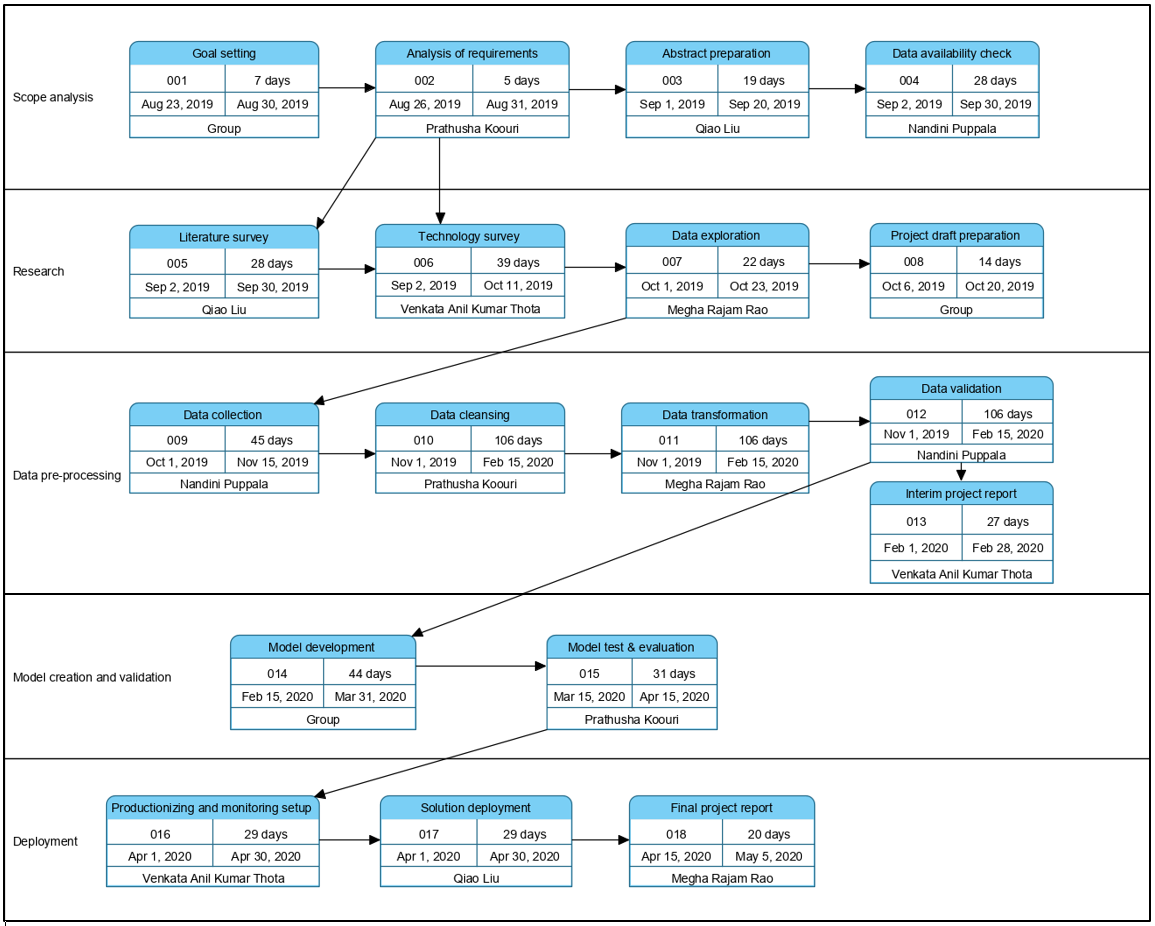 Scope analysis
Goal setting
001 7 days
Aug 23, 2019 Aug 30, 2019
Group
Analysis of requirements
002 5 days
Aug 26, 2019 Aug 31, 2019
Prathusha Koouri
Abstract preparation
003 19 days
Sep 1, 2019 Sep 20, 2019
Qiao Liu
Data availability check
004 28 days
Sep 2, 2019 Sep 30, 2019
Nandini Puppala
Research
Literature survey
005 28 days
Sep 2, 2019 Sep 30, 2019
Qiao Liu
Technology survey
006 39 days
Sep 2, 2019 Oct 11, 2019
Venkata Anil Kumar Thota
Data exploration
007 22 days
Oct 1, 2019 Oct 23, 2019
Megha Rajam Rao
Project draft preparation
008 14 days
Oct 6, 2019 Oct 20, 2019
Group
Data pre-processing
Data collection
009 45 days
Oct 1, 2019 Nov 15, 2019
Nandini Puppala
Data cleansing
010 106 days
Nov 1, 2019 Feb 15, 2020
Prathusha Koouri
Data transformation
011 106 days
Nov 1, 2019 Feb 15, 2020
Megha Rajam Rao
Data validation
012 106 days
Nov 1, 2019 Feb 15, 2020
Nandini Puppala
Interim project report
013 27 days
Feb 1, 2020 Feb 28, 2020
Venkata Anil Kumar Thota
Model creation and validation
Model development
014 44 days
Feb 15, 2020 Mar 31, 2020
Group
Model test & evaluation
015 31 days
Mar 15, 2020 Apr 15, 2020
Prathusha Koouri
Deployment
Productionizing and monitoring setup
016 29 days
Apr 1, 2020 Apr 30, 2020
Venkata Anil Kumar Thota
Solution deployment
017 29 days
Apr 1, 2020 Apr 30, 2020
Qiao Liu
Final project report
018 20 days
Apr 15, 2020 May 5, 2020
Megha Rajam Rao